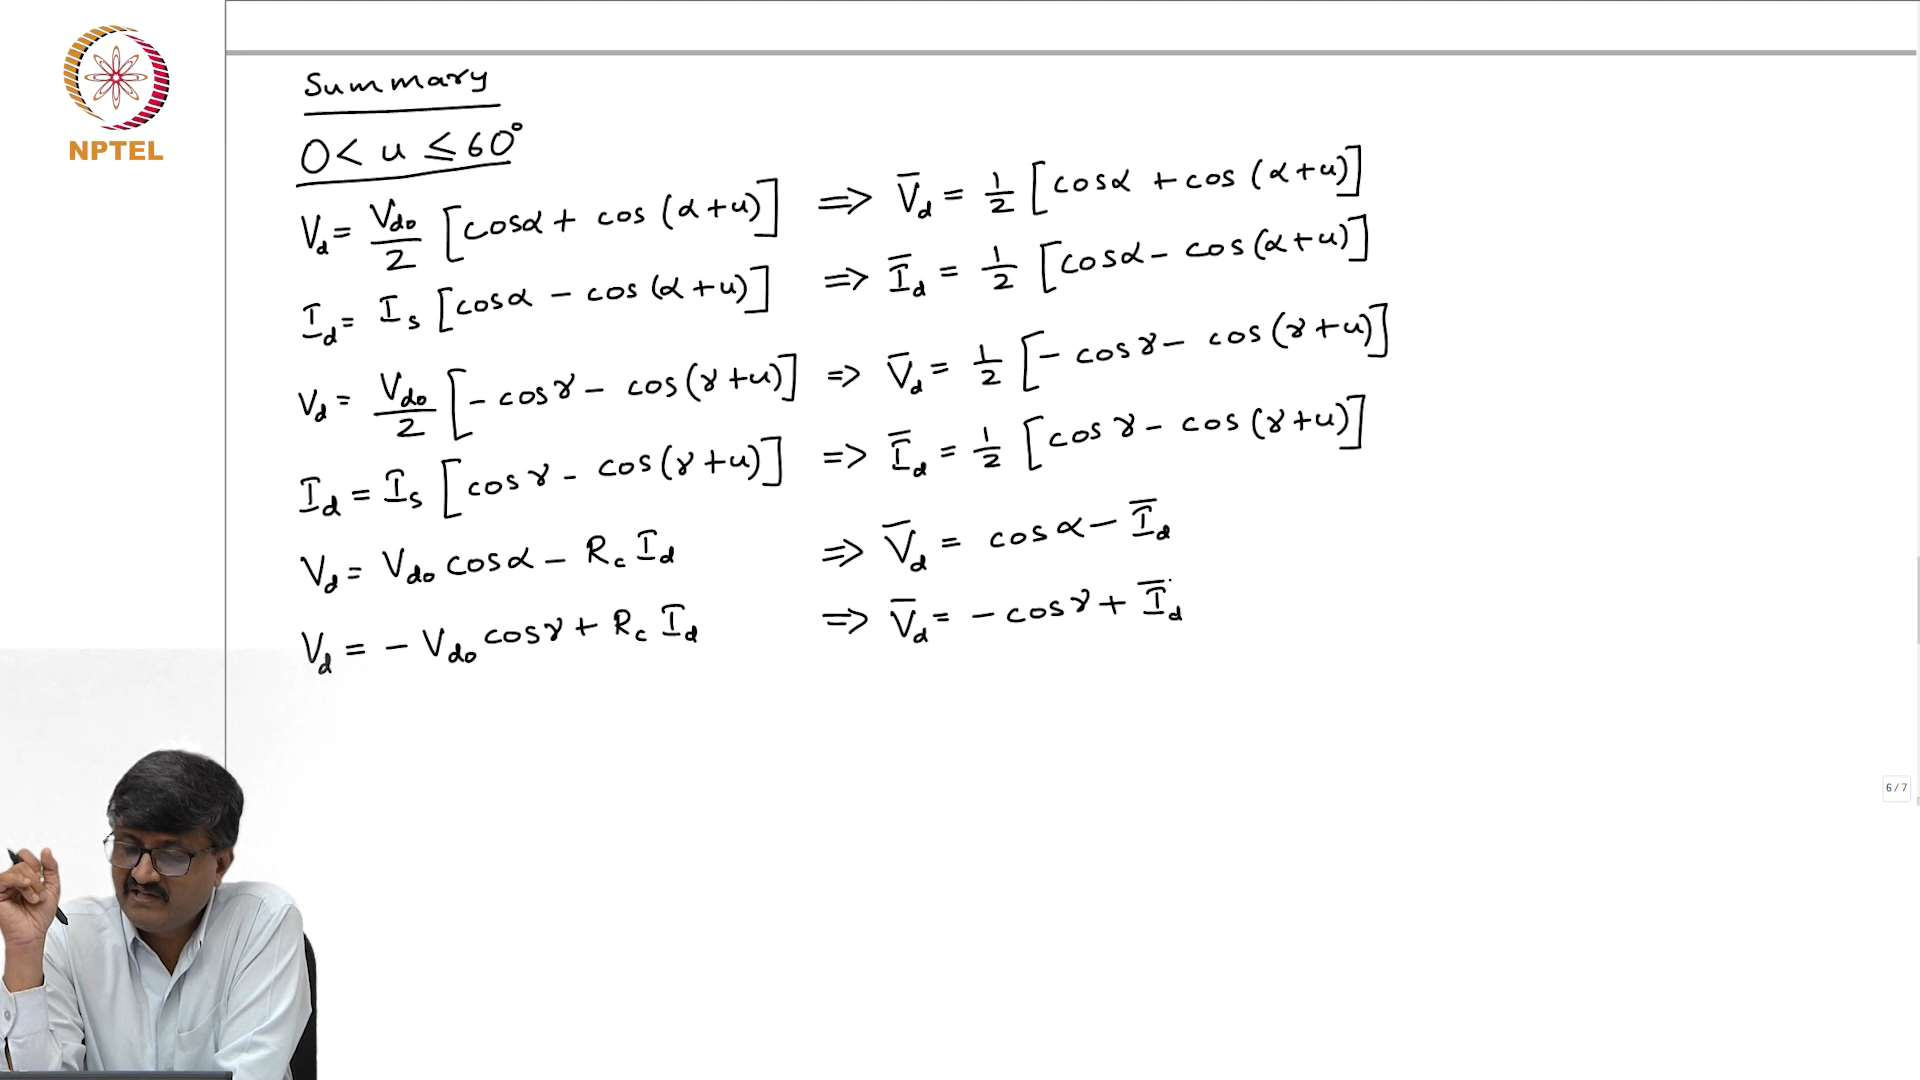 NPTEL
Summary
0 < u ≤ 60°
V_d = V_do/2 [cosα + cos (α+u)] ⇒ V̄_d = 1/2 [cosα + cos (α+u)]
I_d = I_s [cosα − cos (α+u)] ⇒ Ī_d = 1/2 [cosα − cos (α+u)]
V_d = V_do/2 [− cosγ − cos (γ+u)] ⇒ V̄_d = 1/2 [− cosγ − cos (γ+u)]
I_d = I_s [cosγ − cos (γ+u)] ⇒ Ī_d = 1/2 [cosγ − cos (γ+u)]
V_d = V_do cosα − R_c I_d ⇒ V̄_d = cosα − Ī_d
V_d = − V_do cosγ + R_c I_d ⇒ V̄_d = − cosγ + Ī_d
6 / 7